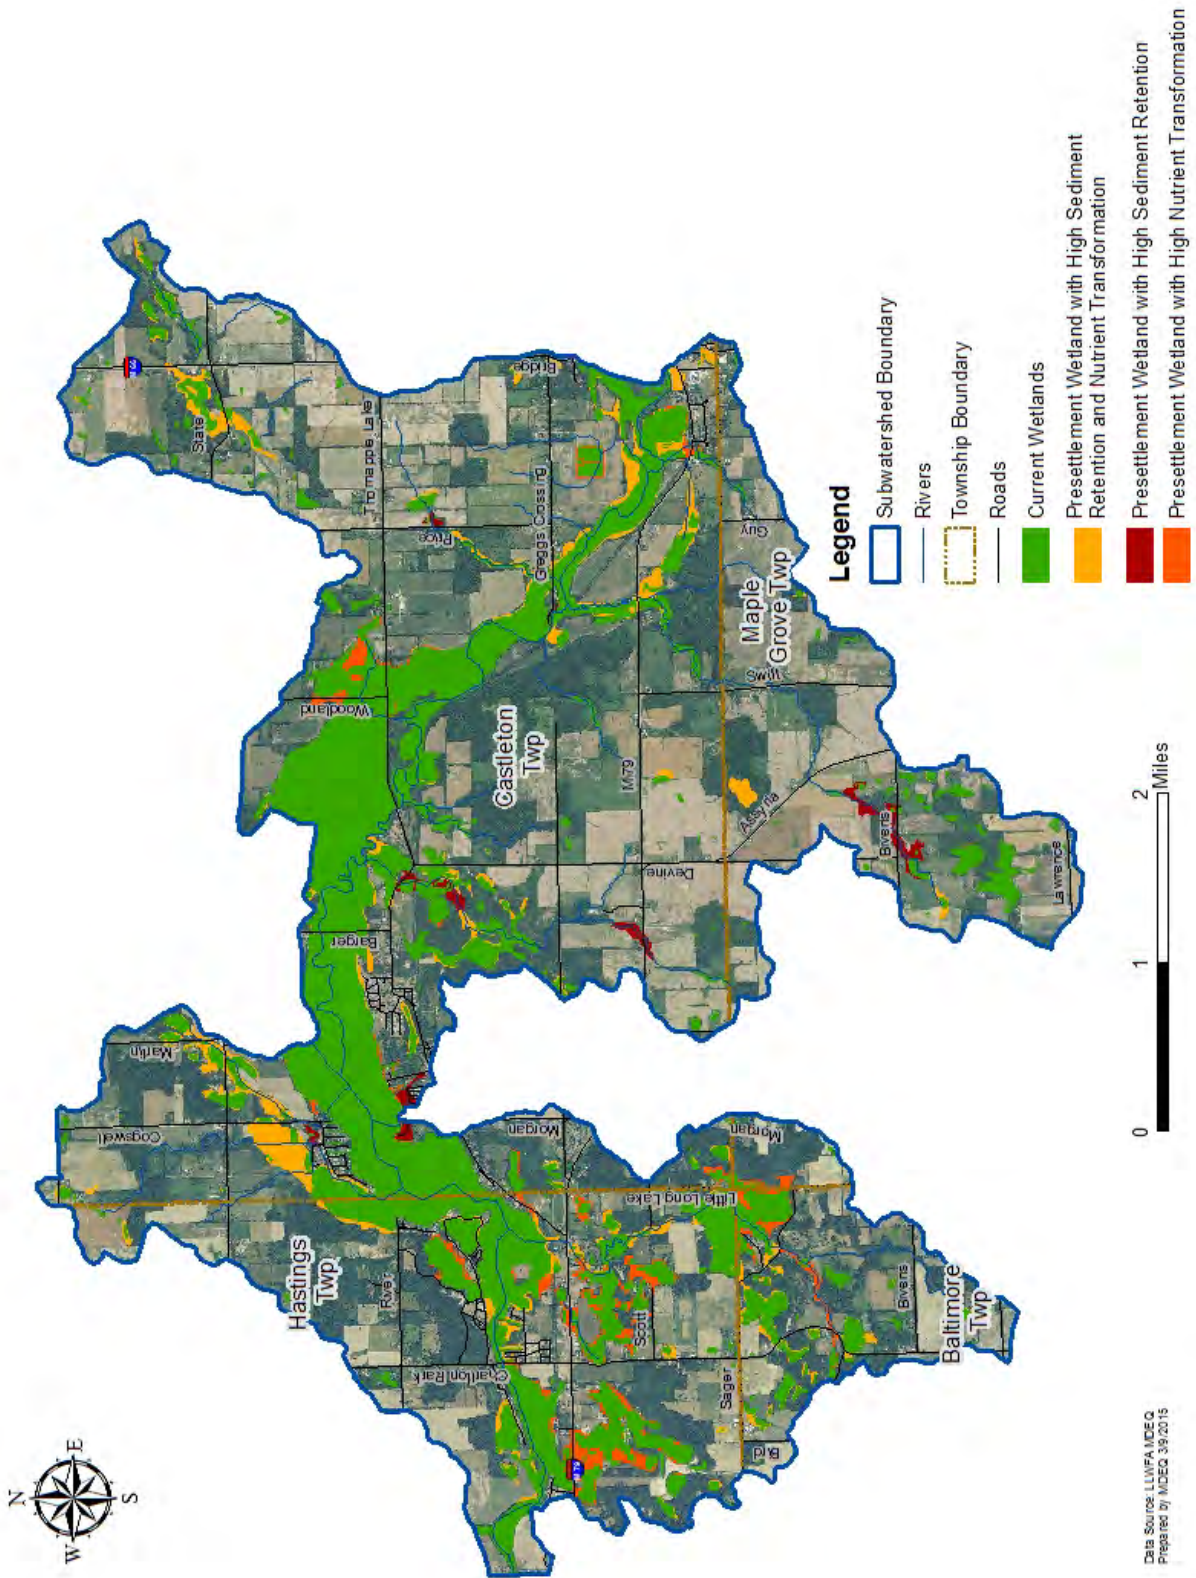 N
W
E
S
State
Thornapple Lake
Price
Greggs Crossing
Bridge
Woodland
Castleton
Twp
M79
Guy
Maple
Grove Twp
Assyria
Devine
Bivens
Lawrence
Barger
Martin
Cogswell
Hastings
Twp
River
Charlton Park
Morgan
Morgan
Little Long Lake
Scott
Sager
Bird
Bivens
Baltimore
Twp
Legend
Subwatershed Boundary
Rivers
Township Boundary
Roads
Current Wetlands
Presettlement Wetland with High Sediment
Retention and Nutrient Transformation
Presettlement Wetland with High Sediment Retention
Presettlement Wetland with High Nutrient Transformation
0 1 2
Miles
Data Source: LLWFA MDEQ
Prepared by MDEQ 3/9/2015